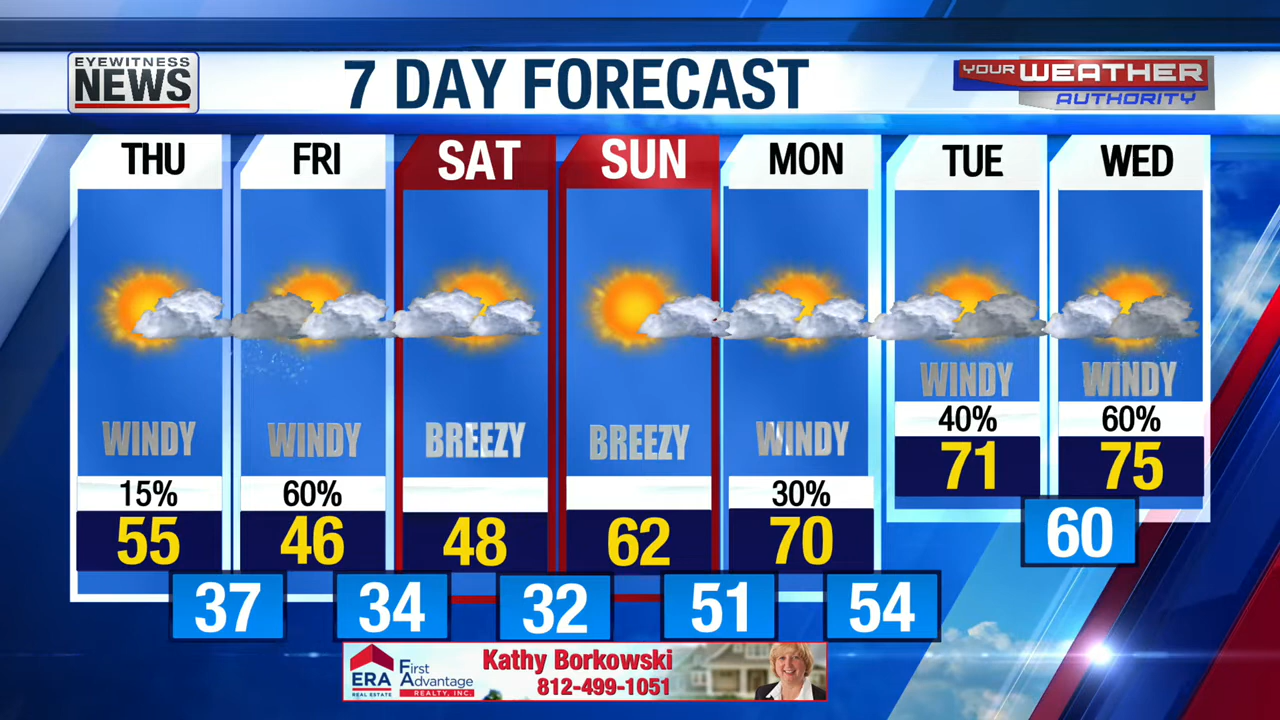 EYEWITNESS
NEWS
7 DAY FORECAST
YOUR WEATHER
AUTHORITY
THU
FRI
SAT
SUN
MON
TUE
WED
WINDY
WINDY
BREEZY
BREEZY
WINDY
WINDY
WINDY
15%
60%
30%
40%
60%
55
46
48
62
70
71
75
37
34
32
51
54
60
ERA
REAL ESTATE
First
Advantage
REALTY, INC.
Kathy Borkowski
812-499-1051